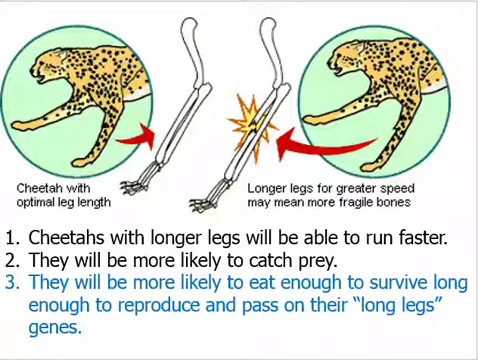 Cheetah with
optimal leg length
Longer legs for greater speed
may mean more fragile bones
1. Cheetahs with longer legs will be able to run faster.
2. They will be more likely to catch prey.
3. They will be more likely to eat enough to survive long
enough to reproduce and pass on their “long legs”
genes.